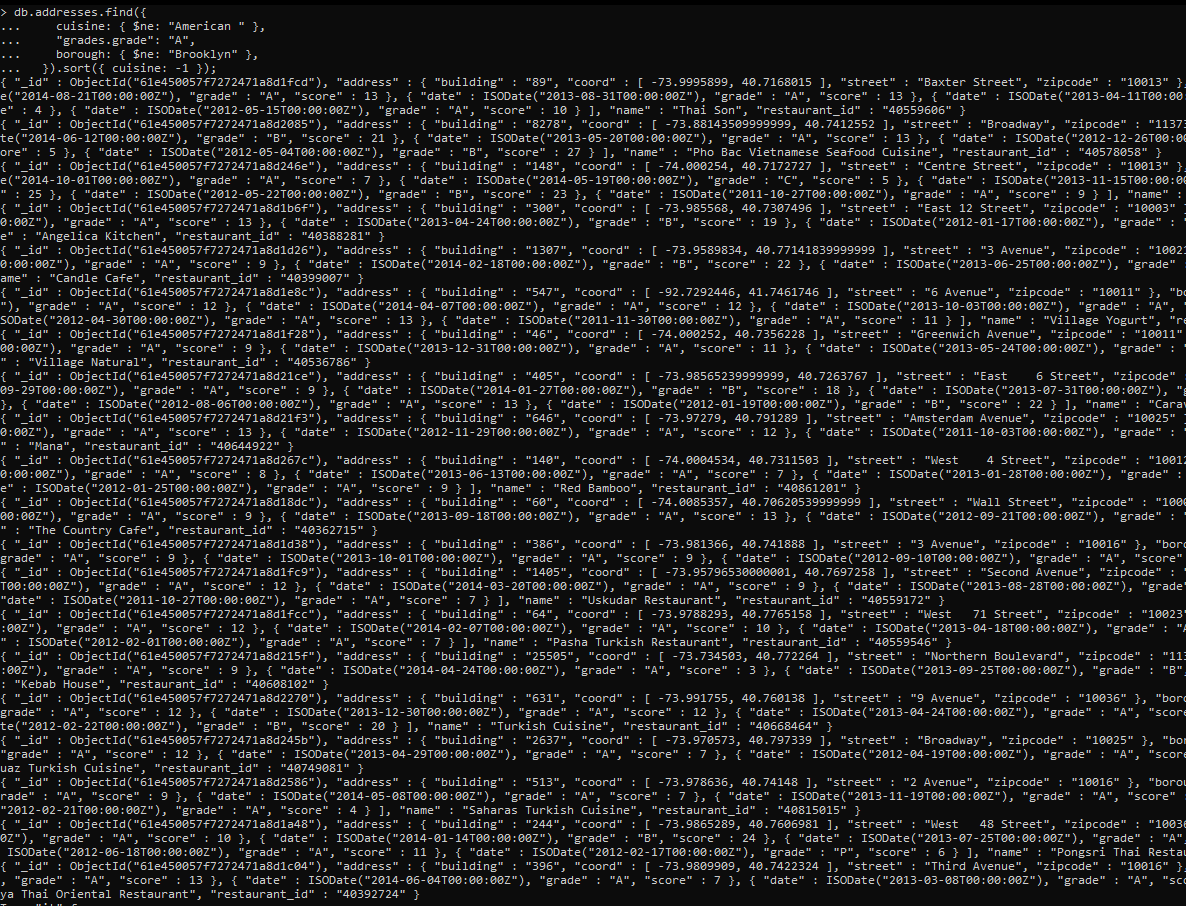 > db.addresses.find({
...     cuisine: { $ne: "American " },
...     "grades.grade": "A",
...     borough: { $ne: "Brooklyn" },
... }).sort({ cuisine: -1 });
{ "_id" : ObjectId("61e450057f7272471a8d1fcd"), "address" : { "building" : "89", "coord" : [ -73.9995899, 40.7168015 ], "street" : "Baxter Street", "zipcode" : "10013" },
e("2014-08-21T00:00:00Z"), "grade" : "A", "score" : 13 }, { "date" : ISODate("2013-08-31T00:00:00Z"), "grade" : "A", "score" : 13 }, { "date" : ISODate("2013-04-11T00:00
e" : 4 }, { "date" : ISODate("2012-05-15T00:00:00Z"), "grade" : "A", "score" : 10 } ], "name" : "Thai Son", "restaurant_id" : "40559606" }
{ "_id" : ObjectId("61e450057f7272471a8d2085"), "address" : { "building" : "8278", "coord" : [ -73.88143509999999, 40.7412552 ], "street" : "Broadway", "zipcode" : "11373
te("2014-06-12T00:00:00Z"), "grade" : "B", "score" : 21 }, { "date" : ISODate("2013-05-20T00:00:00Z"), "grade" : "A", "score" : 13 }, { "date" : ISODate("2012-12-26T00:0
ore" : 5 }, { "date" : ISODate("2012-05-04T00:00:00Z"), "grade" : "B", "score" : 27 } ], "name" : "Pho Bac Vietnamese Seafood Cuisine", "restaurant_id" : "40578058" }
{ "_id" : ObjectId("61e450057f7272471a8d246e"), "address" : { "building" : "148", "coord" : [ -74.000254, 40.7172727 ], "street" : "Centre Street", "zipcode" : "10013" },
e("2014-10-01T00:00:00Z"), "grade" : "A", "score" : 7 }, { "date" : ISODate("2014-05-19T00:00:00Z"), "grade" : "C", "score" : 5 }, { "date" : ISODate("2013-11-15T00:00:00
" : 25 }, { "date" : ISODate("2012-05-22T00:00:00Z"), "grade" : "B", "score" : 23 }, { "date" : ISODate("2011-10-27T00:00:00Z"), "grade" : "A", "score" : 9 } ], "name" :
{ "_id" : ObjectId("61e450057f7272471a8d1b6f"), "address" : { "building" : "300", "coord" : [ -73.985568, 40.7307496 ], "street" : "East 12 Street", "zipcode" : "10003" }
0:00Z"), "grade" : "A", "score" : 13 }, { "date" : ISODate("2013-04-24T00:00:00Z"), "grade" : "B", "score" : 19 }, { "date" : ISODate("2012-01-17T00:00:00Z"), "grade" :
e" : "Angelica Kitchen", "restaurant_id" : "40388281" }
{ "_id" : ObjectId("61e450057f7272471a8d1d26"), "address" : { "building" : "1307", "coord" : [ -73.9589834, 40.77141839999999 ], "street" : "3 Avenue", "zipcode" : "10021
00:00Z"), "grade" : "A", "score" : 9 }, { "date" : ISODate("2014-02-18T00:00:00Z"), "grade" : "B", "score" : 22 }, { "date" : ISODate("2013-06-25T00:00:00Z"), "grade" :
ame" : "Candle Cafe", "restaurant_id" : "40399007" }
{ "_id" : ObjectId("61e450057f7272471a8d1e8c"), "address" : { "building" : "547", "coord" : [ -92.7292446, 41.7461746 ], "street" : "6 Avenue", "zipcode" : "10011" }, "bo
"), "grade" : "A", "score" : 12 }, { "date" : ISODate("2014-04-07T00:00:00Z"), "grade" : "A", "score" : 12 }, { "date" : ISODate("2013-10-03T00:00:00Z"), "grade" : "A",
SODate("2012-04-30T00:00:00Z"), "grade" : "A", "score" : 13 }, { "date" : ISODate("2011-11-30T00:00:00Z"), "grade" : "A", "score" : 11 } ], "name" : "Village Yogurt", "re
{ "_id" : ObjectId("61e450057f7272471a8d1f28"), "address" : { "building" : "46", "coord" : [ -74.000252, 40.7356228 ], "street" : "Greenwich Avenue", "zipcode" : "10011"
00:00Z"), "grade" : "A", "score" : 9 }, { "date" : ISODate("2013-12-31T00:00:00Z"), "grade" : "A", "score" : 11 }, { "date" : ISODate("2013-05-24T00:00:00Z"), "grade" :
" : "Village Natural", "restaurant_id" : "40536786" }
{ "_id" : ObjectId("61e450057f7272471a8d21ce"), "address" : { "building" : "405", "coord" : [ -73.98565239999999, 40.7263767 ], "street" : "East    6 Street", "zipcode" :
09-29T00:00:00Z"), "grade" : "A", "score" : 9 }, { "date" : ISODate("2014-01-27T00:00:00Z"), "grade" : "B", "score" : 18 }, { "date" : ISODate("2013-07-31T00:00:00Z"), "g
}, { "date" : ISODate("2012-08-06T00:00:00Z"), "grade" : "A", "score" : 13 }, { "date" : ISODate("2012-01-19T00:00:00Z"), "grade" : "B", "score" : 22 } ], "name" : "Carav
{ "_id" : ObjectId("61e450057f7272471a8d21f3"), "address" : { "building" : "646", "coord" : [ -73.97279, 40.791289 ], "street" : "Amsterdam Avenue", "zipcode" : "10025" }
0:00Z"), "grade" : "A", "score" : 13 }, { "date" : ISODate("2012-11-29T00:00:00Z"), "grade" : "A", "score" : 12 }, { "date" : ISODate("2011-10-03T00:00:00Z"), "grade" :
" : "Mana", "restaurant_id" : "40644922" }
{ "_id" : ObjectId("61e450057f7272471a8d267c"), "address" : { "building" : "140", "coord" : [ -74.0004534, 40.7311503 ], "street" : "West    4 Street", "zipcode" : "10012
00:00Z"), "grade" : "A", "score" : 8 }, { "date" : ISODate("2013-06-13T00:00:00Z"), "grade" : "A", "score" : 7 }, { "date" : ISODate("2013-01-28T00:00:00Z"), "grade" :
e" : ISODate("2012-01-25T00:00:00Z"), "grade" : "A", "score" : 9 } ], "name" : "Red Bamboo", "restaurant_id" : "40861201" }
{ "_id" : ObjectId("61e450057f7272471a8d18dc"), "address" : { "building" : "60", "coord" : [ -74.0085357, 40.70620539999999 ], "street" : "Wall Street", "zipcode" : "1000
00:00Z"), "grade" : "A", "score" : 9 }, { "date" : ISODate("2013-09-18T00:00:00Z"), "grade" : "A", "score" : 13 }, { "date" : ISODate("2012-09-21T00:00:00Z"), "grade" : "
" : "The Country Cafe", "restaurant_id" : "40362715" }
{ "_id" : ObjectId("61e450057f7272471a8d1d38"), "address" : { "building" : "386", "coord" : [ -73.981366, 40.741888 ], "street" : "3 Avenue", "zipcode" : "10016" }, "boro
grade" : "A", "score" : 9 }, { "date" : ISODate("2013-10-01T00:00:00Z"), "grade" : "A", "score" : 9 }, { "date" : ISODate("2012-09-10T00:00:00Z"), "grade" : "A", "score"
{ "_id" : ObjectId("61e450057f7272471a8d1fc9"), "address" : { "building" : "1405", "coord" : [ -73.95796530000001, 40.7697258 ], "street" : "Second Avenue", "zipcode" : "
T00:00:00Z"), "grade" : "A", "score" : 12 }, { "date" : ISODate("2014-03-20T00:00:00Z"), "grade" : "A", "score" : 9 }, { "date" : ISODate("2013-08-28T00:00:00Z"), "grade"
"date" : ISODate("2011-10-27T00:00:00Z"), "grade" : "A", "score" : 7 } ], "name" : "Uskudar Restaurant", "restaurant_id" : "40559172" }
{ "_id" : ObjectId("61e450057f7272471a8d1fcc"), "address" : { "building" : "64", "coord" : [ -73.9788293, 40.7765158 ], "street" : "West   71 Street", "zipcode" : "10023"
:00Z"), "grade" : "A", "score" : 12 }, { "date" : ISODate("2014-02-07T00:00:00Z"), "grade" : "A", "score" : 10 }, { "date" : ISODate("2013-04-18T00:00:00Z"), "grade" : "A
" : ISODate("2012-02-01T00:00:00Z"), "grade" : "A", "score" : 7 } ], "name" : "Pasha Turkish Restaurant", "restaurant_id" : "40559546" }
{ "_id" : ObjectId("61e450057f7272471a8d215f"), "address" : { "building" : "25505", "coord" : [ -73.734503, 40.772264 ], "street" : "Northern Boulevard", "zipcode" : "113
0Z"), "grade" : "A", "score" : 9 }, { "date" : ISODate("2014-04-24T00:00:00Z"), "grade" : "A", "score" : 3 }, { "date" : ISODate("2013-09-25T00:00:00Z"), "grade" : "B",
: "Kebab House", "restaurant_id" : "40608102" }
{ "_id" : ObjectId("61e450057f7272471a8d2270"), "address" : { "building" : "631", "coord" : [ -73.991755, 40.760138 ], "street" : "9 Avenue", "zipcode" : "10036" }, "boro
grade" : "A", "score" : 12 }, { "date" : ISODate("2013-12-30T00:00:00Z"), "grade" : "A", "score" : 12 }, { "date" : ISODate("2013-04-24T00:00:00Z"), "grade" : "A", "score
te("2012-02-22T00:00:00Z"), "grade" : "B", "score" : 20 } ], "name" : "Turkish Cuisine", "restaurant_id" : "40668464" }
{ "_id" : ObjectId("61e450057f7272471a8d245b"), "address" : { "building" : "2637", "coord" : [ -73.970573, 40.797339 ], "street" : "Broadway", "zipcode" : "10025" }, "bor
grade" : "A", "score" : 12 }, { "date" : ISODate("2013-04-29T00:00:00Z"), "grade" : "A", "score" : 7 }, { "date" : ISODate("2012-04-19T00:00:00Z"), "grade" : "A", "score"
uaz Turkish Cuisine", "restaurant_id" : "40749081" }
{ "_id" : ObjectId("61e450057f7272471a8d2586"), "address" : { "building" : "513", "coord" : [ -73.978636, 40.74148 ], "street" : "2 Avenue", "zipcode" : "10016" }, "borou
rade" : "A", "score" : 9 }, { "date" : ISODate("2014-05-08T00:00:00Z"), "grade" : "A", "score" : 7 }, { "date" : ISODate("2013-11-19T00:00:00Z"), "grade" : "A", "score" :
"2012-02-21T00:00:00Z"), "grade" : "A", "score" : 4 } ], "name" : "Saharas Turkish Cuisine", "restaurant_id" : "40815015" }
{ "_id" : ObjectId("61e450057f7272471a8d1a48"), "address" : { "building" : "244", "coord" : [ -73.9865289, 40.7606981 ], "street" : "West   48 Street", "zipcode" : "10036
0Z"), "grade" : "A", "score" : 10 }, { "date" : ISODate("2014-01-14T00:00:00Z"), "grade" : "B", "score" : 24 }, { "date" : ISODate("2013-07-25T00:00:00Z"), "grade" : "A",
ISODate("2012-06-18T00:00:00Z"), "grade" : "A", "score" : 11 }, { "date" : ISODate("2012-02-17T00:00:00Z"), "grade" : "P", "score" : 6 } ], "name" : "Pongsri Thai Restau
{ "_id" : ObjectId("61e450057f7272471a8d1c04"), "address" : { "building" : "396", "coord" : [ -73.9809909, 40.7422324 ], "street" : "Third Avenue", "zipcode" : "10016" },
, "grade" : "A", "score" : 13 }, { "date" : ISODate("2014-06-04T00:00:00Z"), "grade" : "A", "score" : 7 }, { "date" : ISODate("2013-03-08T00:00:00Z"), "grade" : "A", "sco
ya Thai Oriental Restaurant", "restaurant_id" : "40392724" }